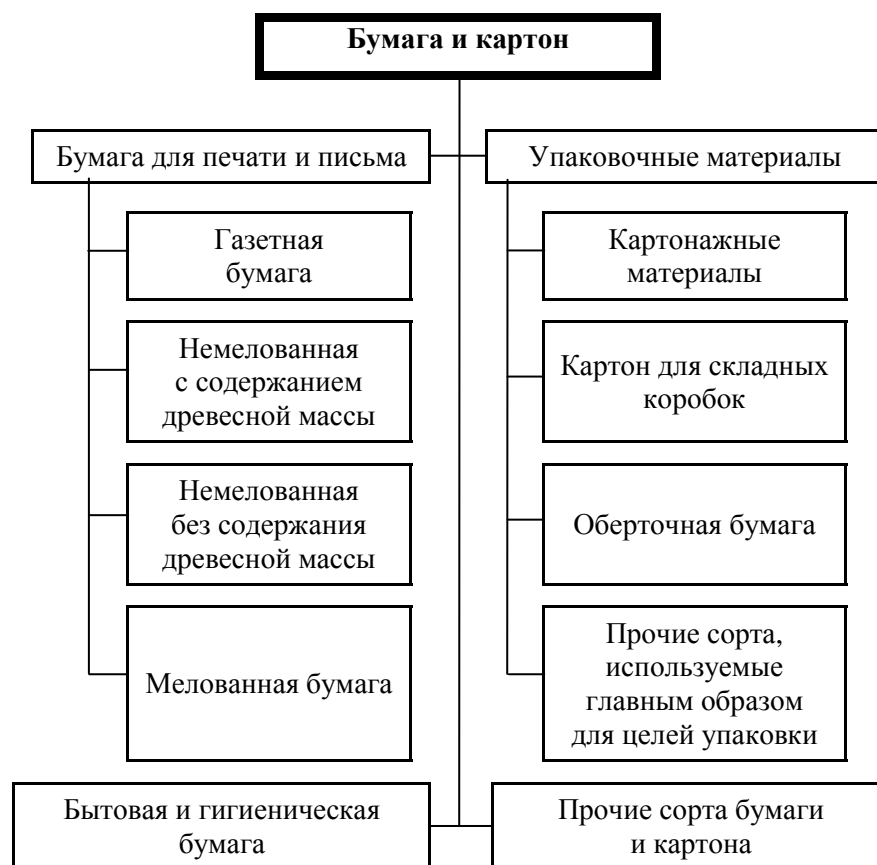 Бумага и картон
Бумага для печати и письма
Упаковочные материалы
Газетная
бумага
Немелованная
с содержанием
древесной массы
Немелованная
без содержания
древесной массы
Мелованная бумага
Картонажные
материалы
Картон для складных
коробок
Оберточная бумага
Прочие сорта,
используемые
главным образом
для целей упаковки
Бытовая и гигиеническая
бумага
Прочие сорта бумаги
и картона